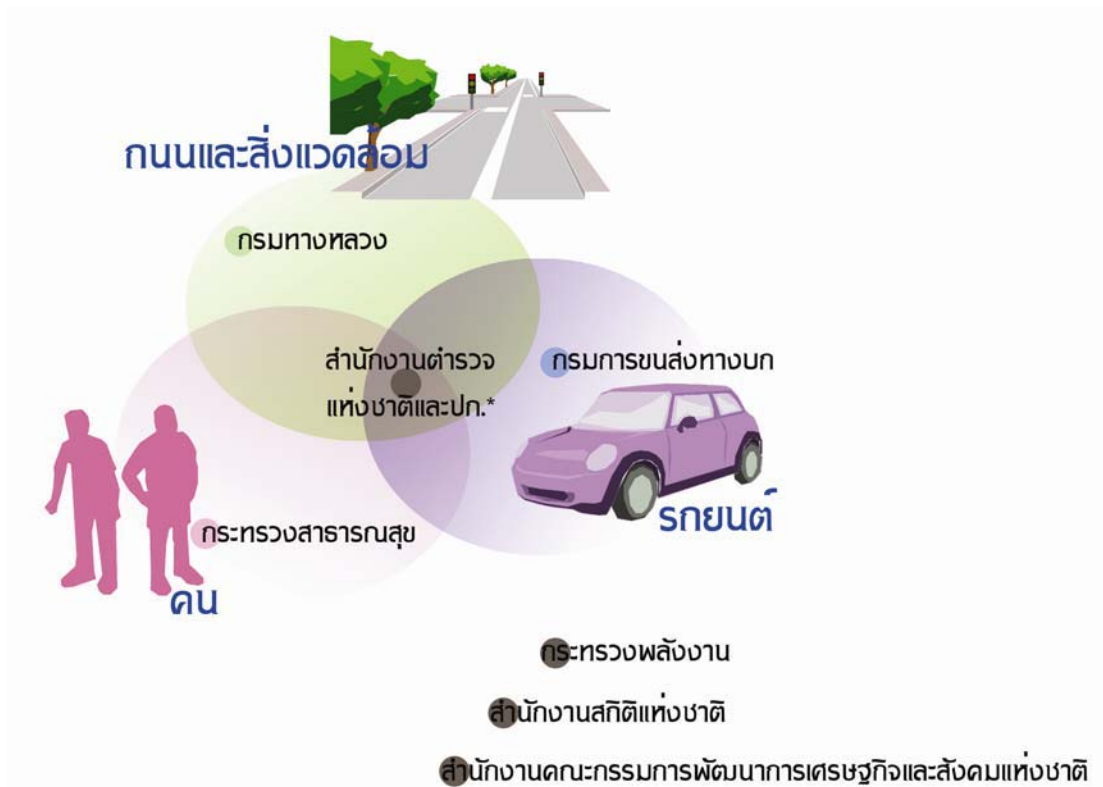 ถนนและสิ่งแวดล้อม
กรมทางหลวง
สำนักงานตำรวจ
แห่งชาติและปภ.*
กรมการขนส่งทางบก
รถยนต์
กระทรวงสาธารณสุข
คน
กระทรวงพลังงาน
สำนักงานสถิติแห่งชาติ
สำนักงานคณะกรรมการพัฒนาการเศรษฐกิจและสังคมแห่งชาติ